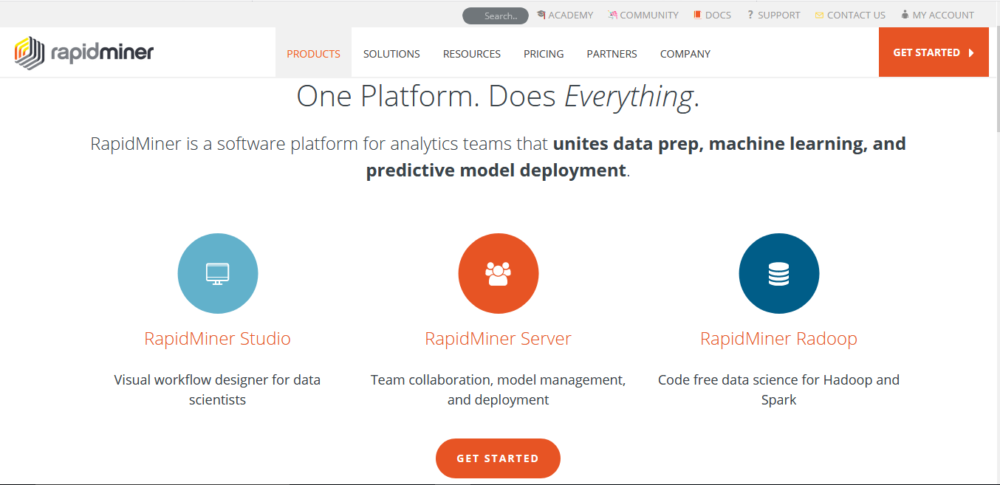 Search.. ACADEMY COMMUNITY DOCS ? SUPPORT CONTACT US MY ACCOUNT
rapidminer PRODUCTS SOLUTIONS RESOURCES PRICING PARTNERS COMPANY GET STARTED
One Platform. Does Everything.
RapidMiner is a software platform for analytics teams that unites data prep, machine learning, and
predictive model deployment.
RapidMiner Studio
Visual workflow designer for data
scientists
RapidMiner Server
Team collaboration, model management,
and deployment
RapidMiner Radoop
Code free data science for Hadoop and
Spark
GET STARTED